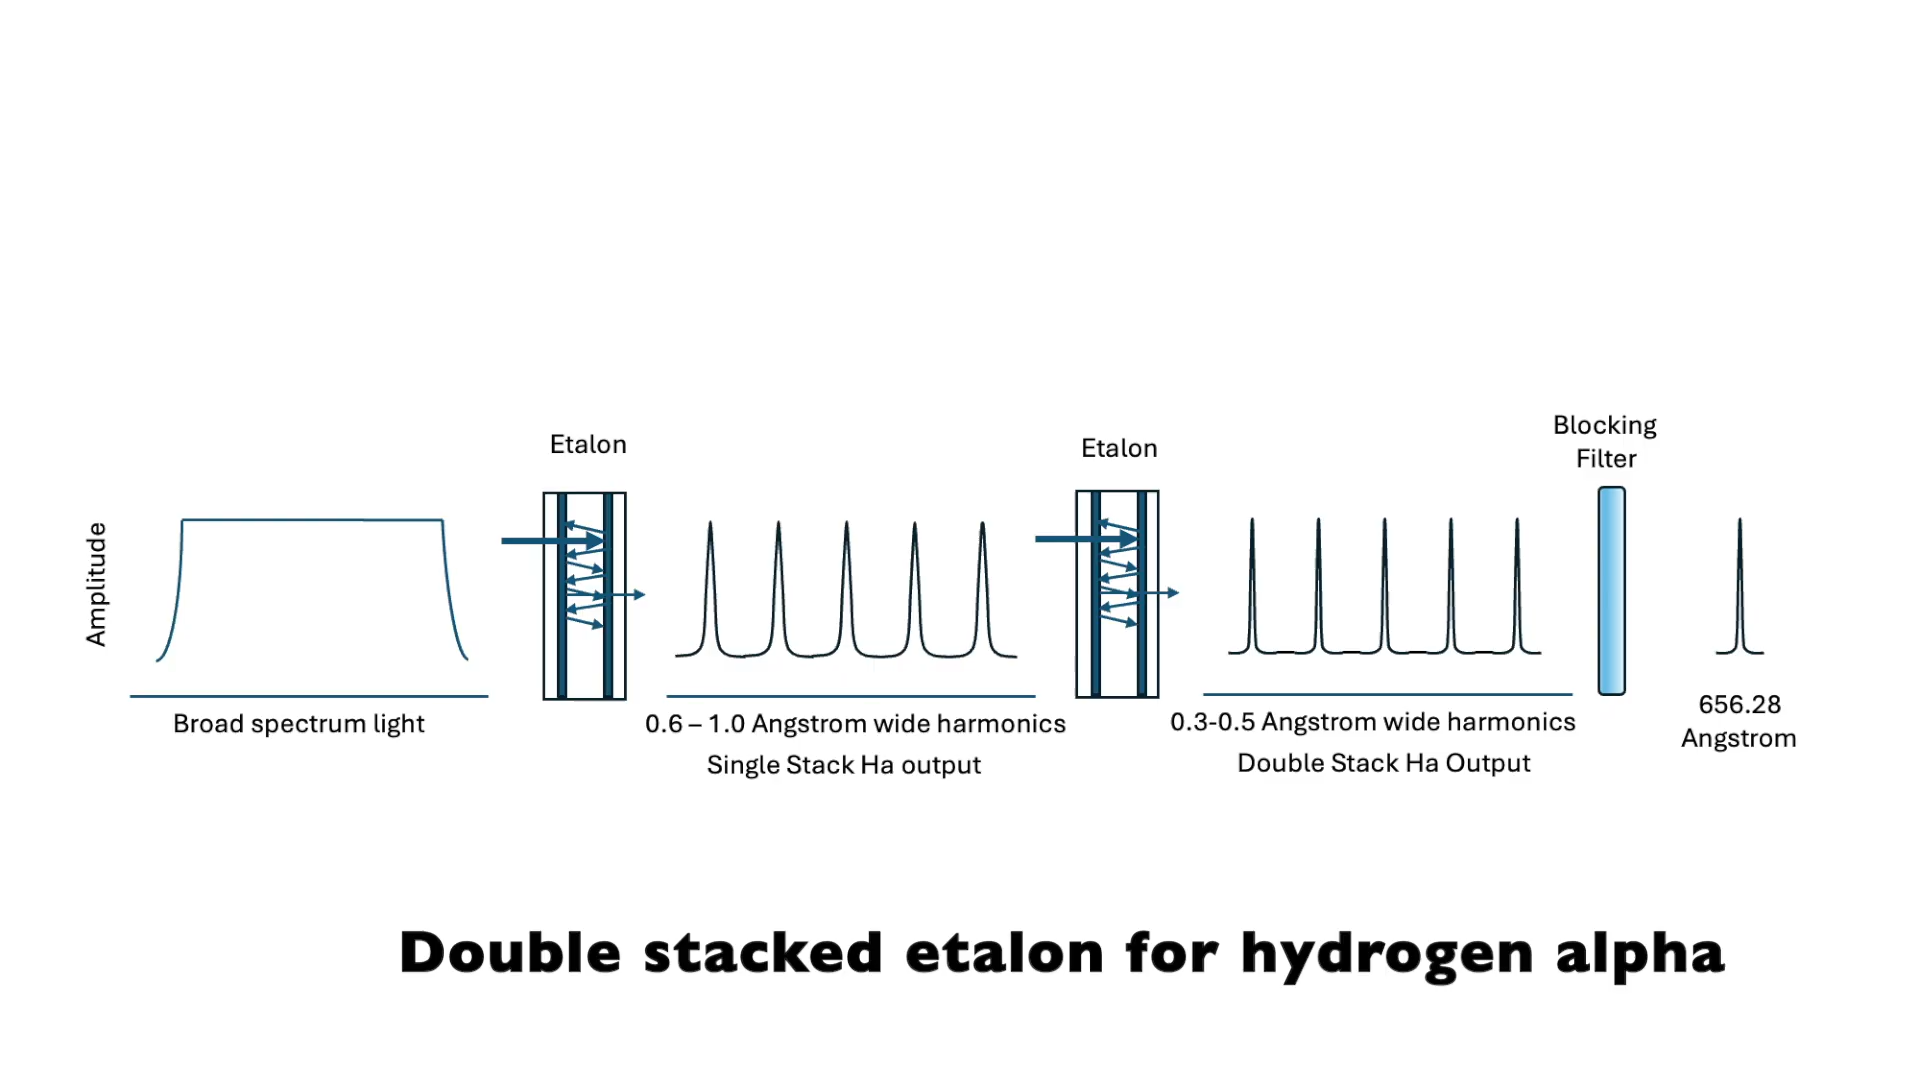 Amplitude
Broad spectrum light
Etalon
0.6 – 1.0 Angstrom wide harmonics
Single Stack Ha output
Etalon
0.3-0.5 Angstrom wide harmonics
Double Stack Ha Output
Blocking
Filter
656.28
Angstrom
Double stacked etalon for hydrogen alpha